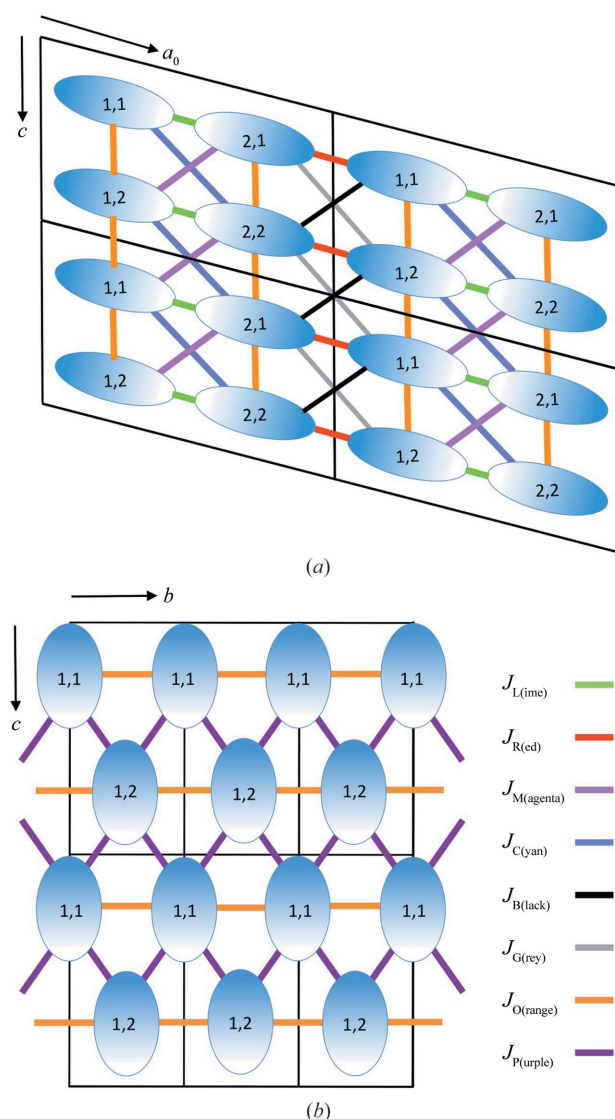 a0
c
1,1 2,1 1,1 2,1
1,2 2,2 1,2 2,2
1,1 2,1 1,1 2,1
1,2 2,2 1,2 2,2
(a)
b
c
1,1 1,1 1,1 1,1
1,2 1,2 1,2
1,1 1,1 1,1 1,1
1,2 1,2 1,2
(b)
JL(ime)
JR(ed)
JM(agenta)
JC(yan)
JB(lack)
JG(rey)
JO(range)
JP(urple)